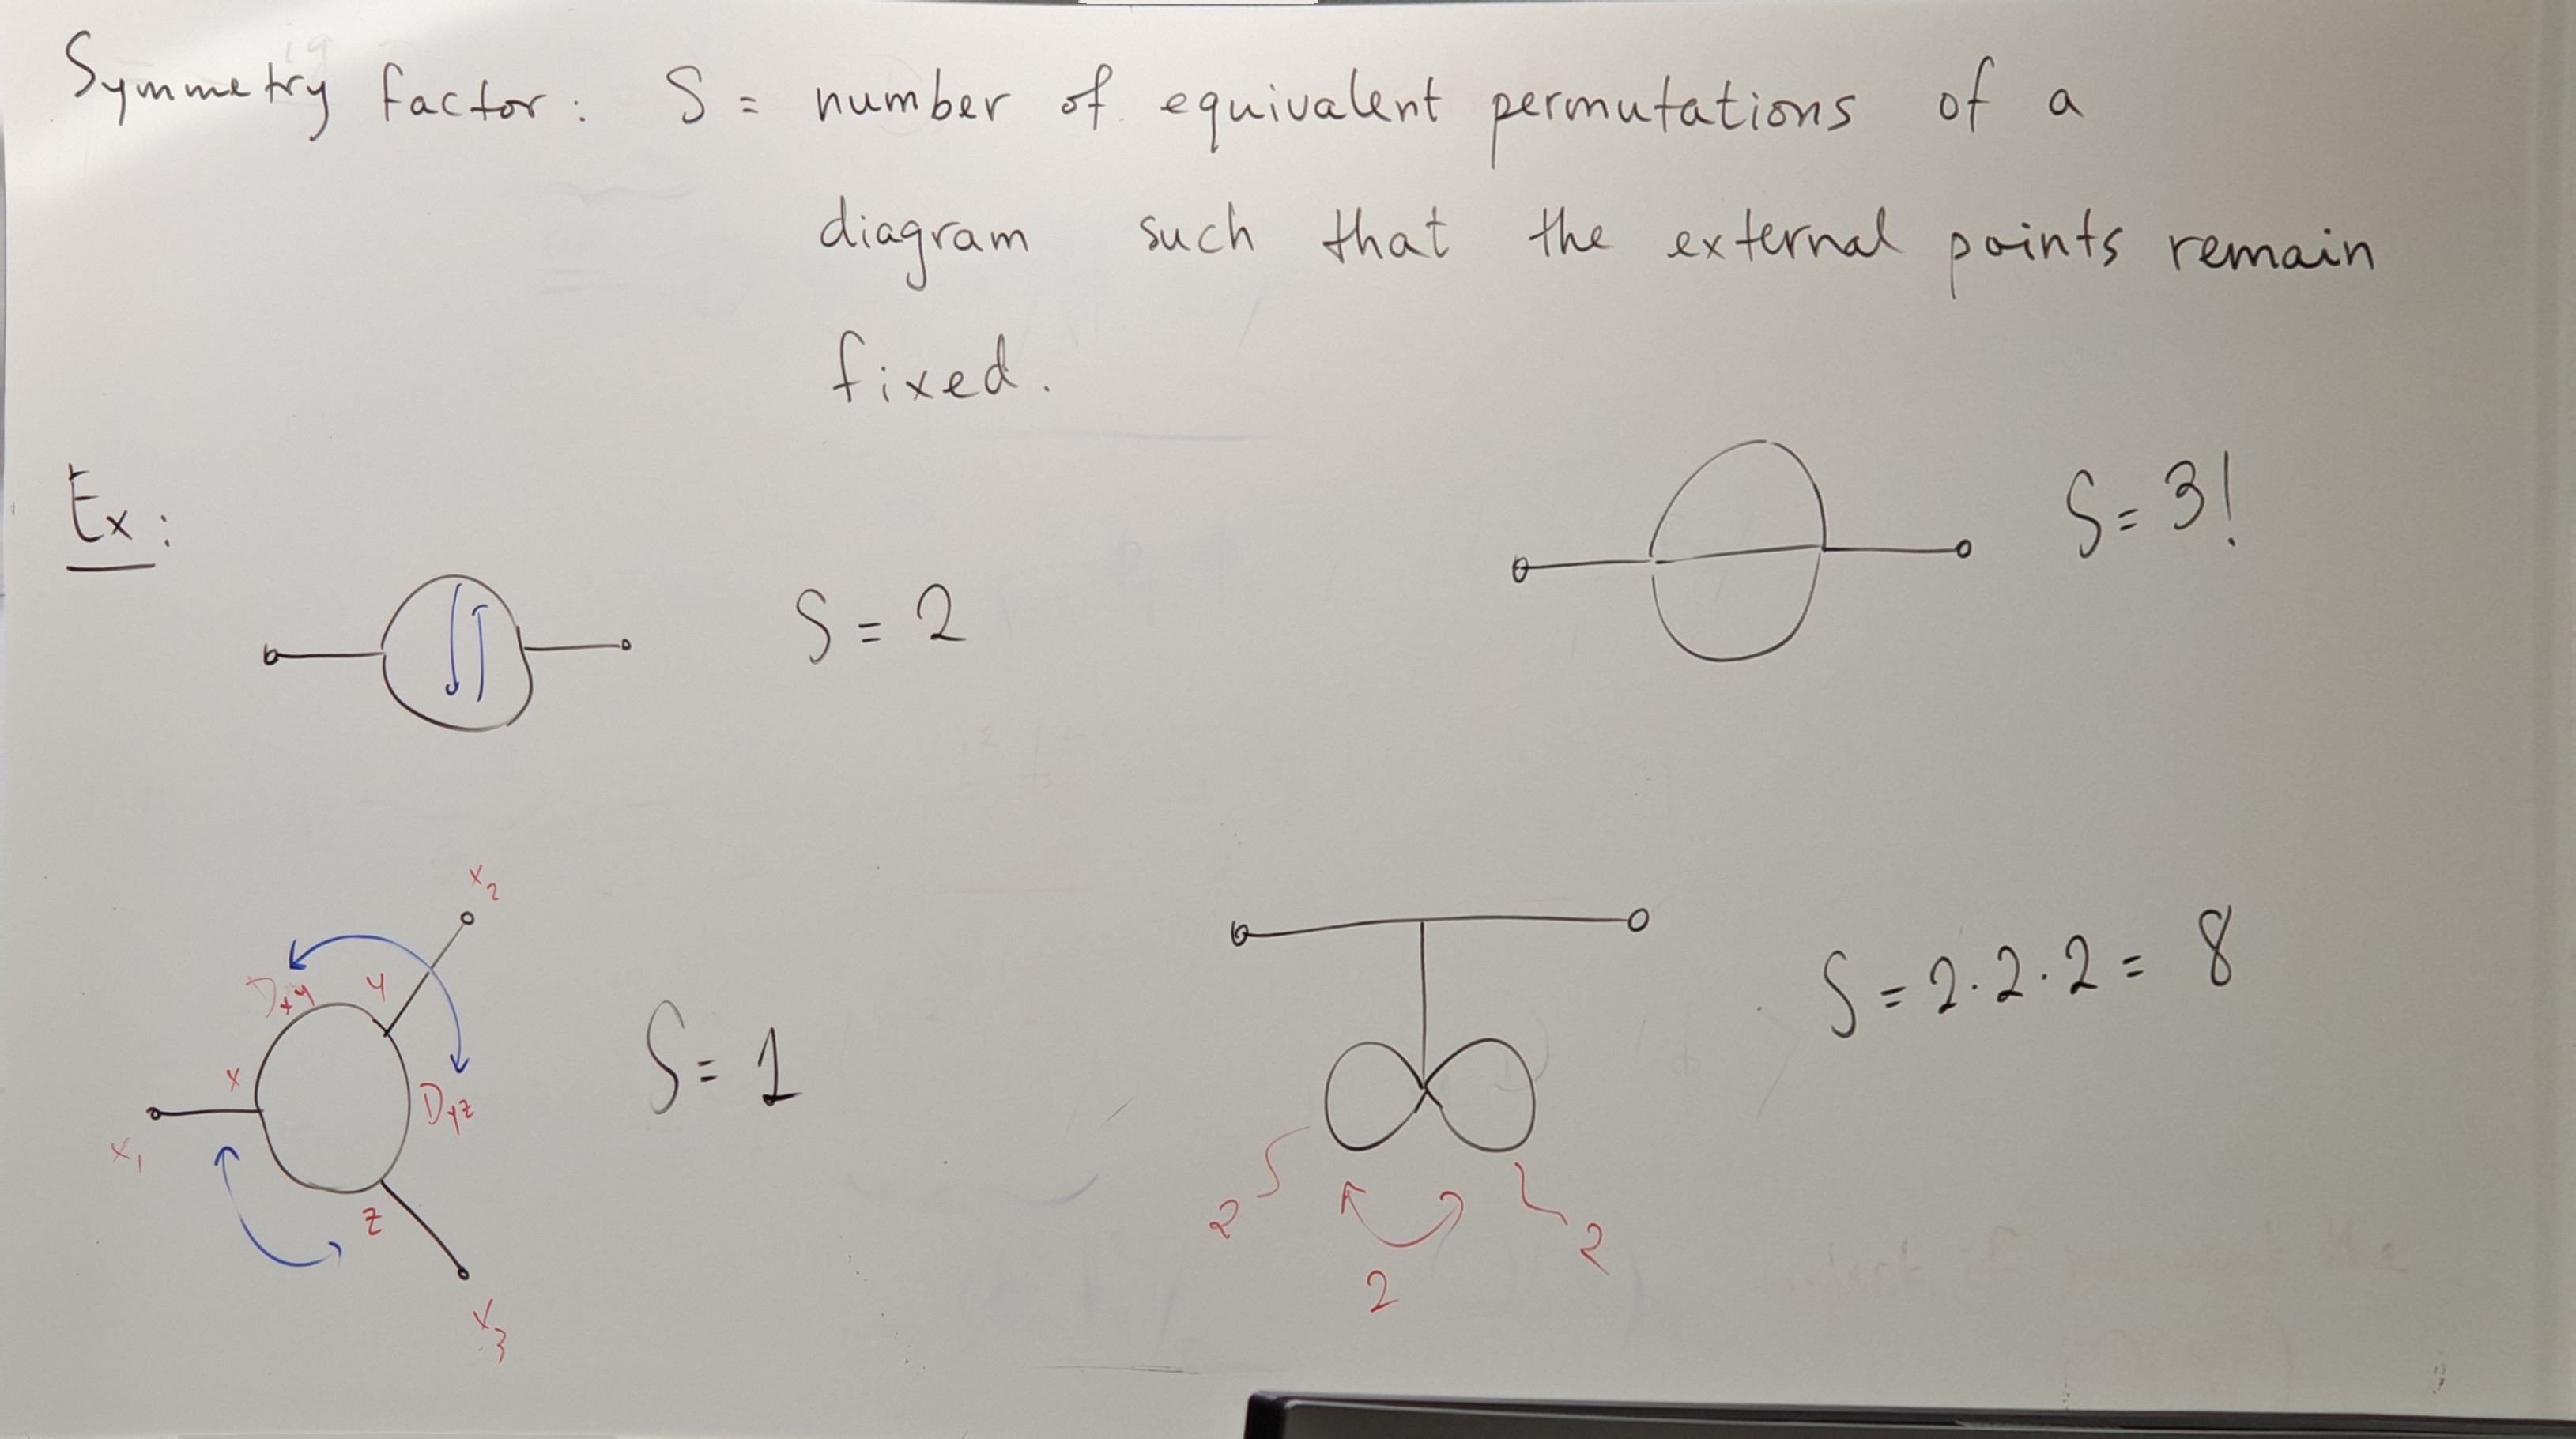 Symmetry factor: S = number of equivalent permutations of a
diagram such that the external points remain
fixed.
Ex:
S = 2
S = 3!
x₂
Dxy
y
x
Dyz
x₁
z
x₃
S = 1
S = 2·2·2 = 8
2
2
2